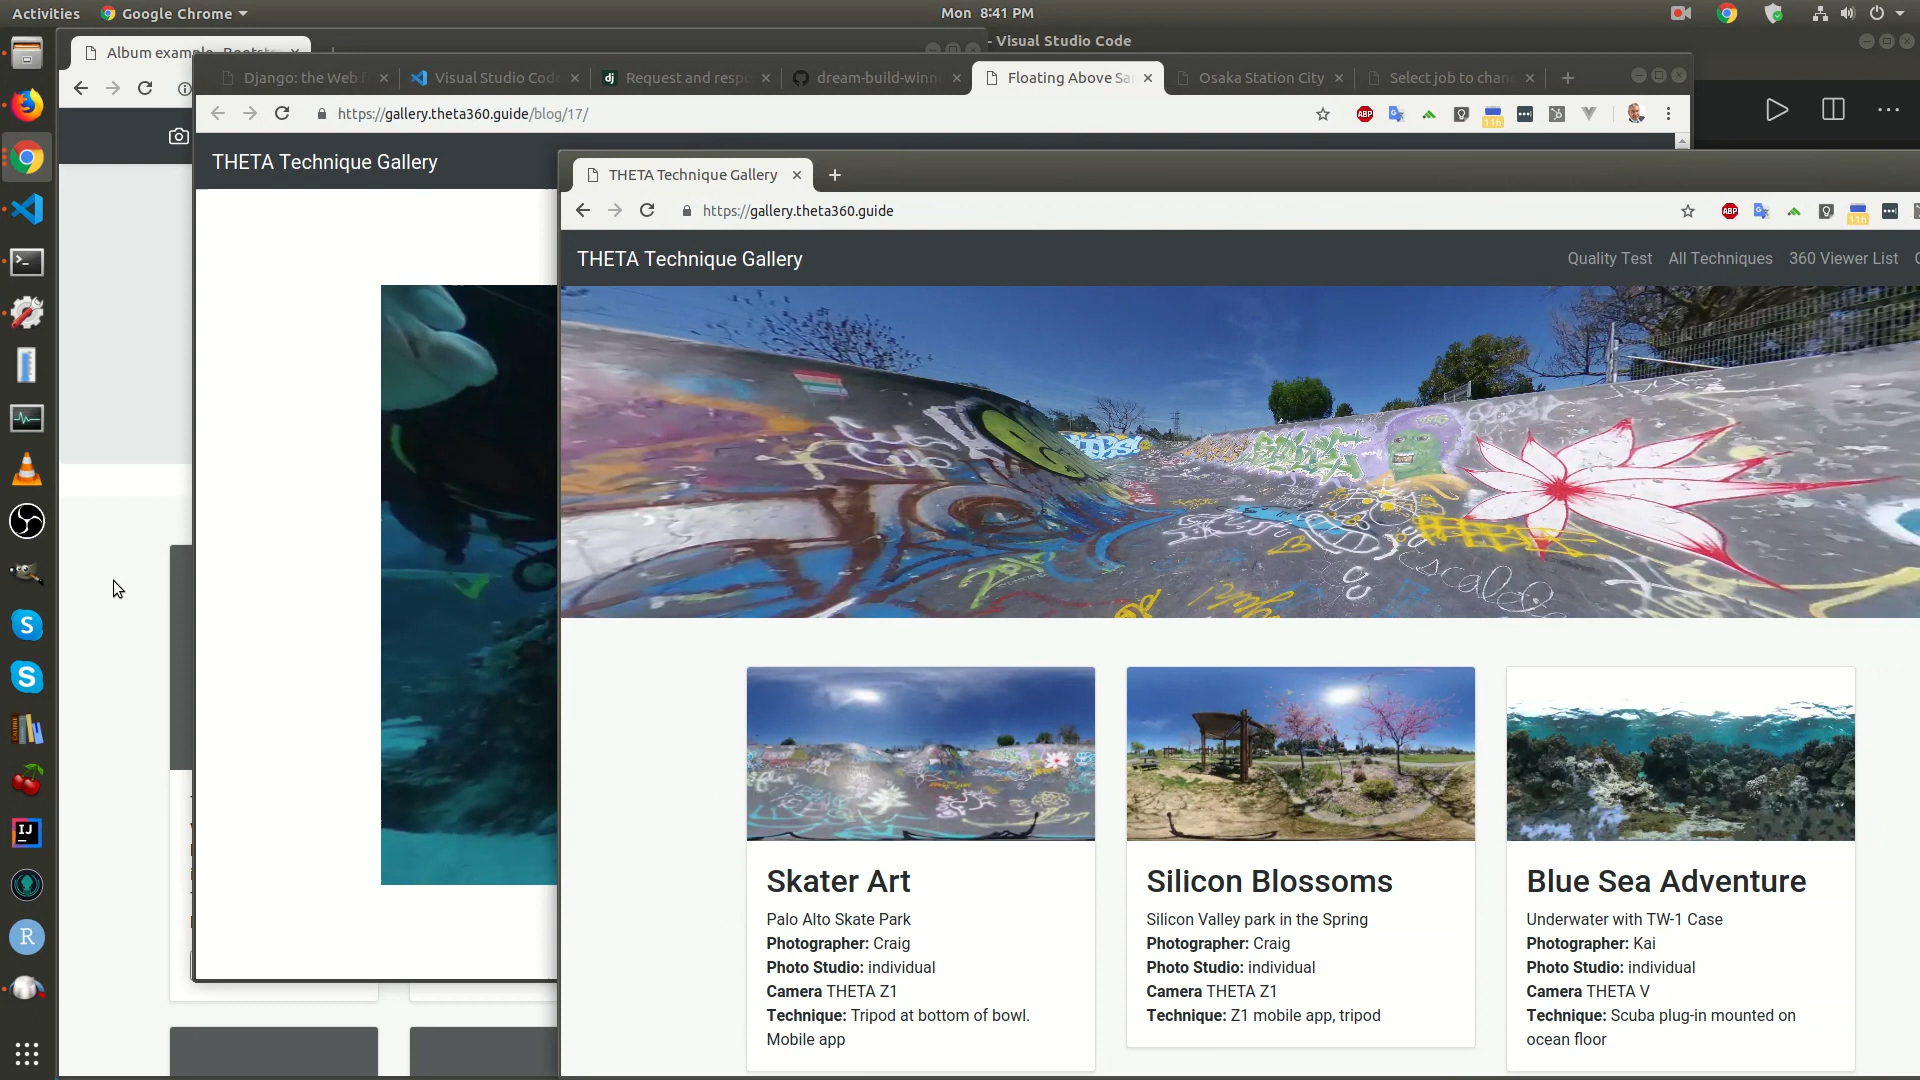 Activities
Google Chrome
Mon 8:41 PM
Album example
- Visual Studio Code
Django: the Web
Visual Studio Code
Request and resp
dream-build-winn
Floating Above Sa
Osaka Station City
Select job to chan
https://gallery.theta360.guide/blog/17/
ABP
11h
THETA Technique Gallery
THETA Technique Gallery
https://gallery.theta360.guide
ABP
11h
THETA Technique Gallery
Quality Test
All Techniques
360 Viewer List
Skater Art
Palo Alto Skate Park
Photographer: Craig
Photo Studio: individual
Camera THETA Z1
Technique: Tripod at bottom of bowl.
Mobile app
Silicon Blossoms
Silicon Valley park in the Spring
Photographer: Craig
Photo Studio: individual
Camera THETA Z1
Technique: Z1 mobile app, tripod
Blue Sea Adventure
Underwater with TW-1 Case
Photographer: Kai
Photo Studio: individual
Camera THETA V
Technique: Scuba plug-in mounted on
ocean floor